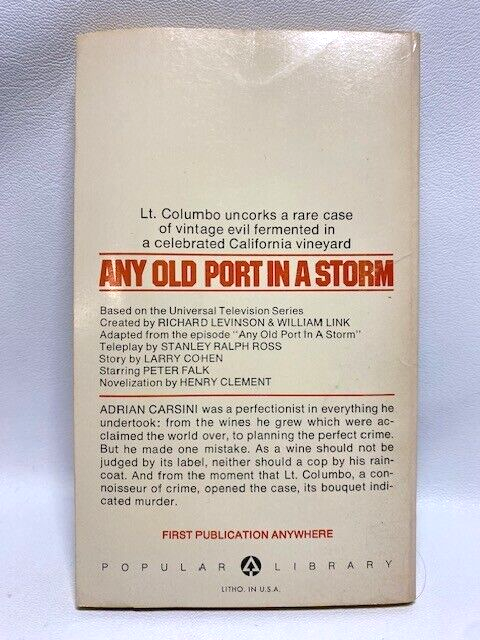 Lt. Columbo uncorks a rare case
of vintage evil fermented in
a celebrated California vineyard
ANY OLD PORT IN A STORM
Based on the Universal Television Series
Created by RICHARD LEVINSON & WILLIAM LINK
Adapted from the episode "Any Old Port In A Storm"
Teleplay by STANLEY RALPH ROSS
Story by LARRY COHEN
Starring PETER FALK
Novelization by HENRY CLEMENT
ADRIAN CARSINI was a perfectionist in everything he
undertook: from the wines he grew which were ac-
claimed the world over, to planning the perfect crime.
But he made one mistake. As a wine should not be
judged by its label, neither should a cop by his rain-
coat. And from the moment that Lt. Columbo, a con-
noisseur of crime, opened the case, its bouquet indi-
cated murder.
FIRST PUBLICATION ANYWHERE
POPULAR LIBRARY
LITHO. IN U.S.A.